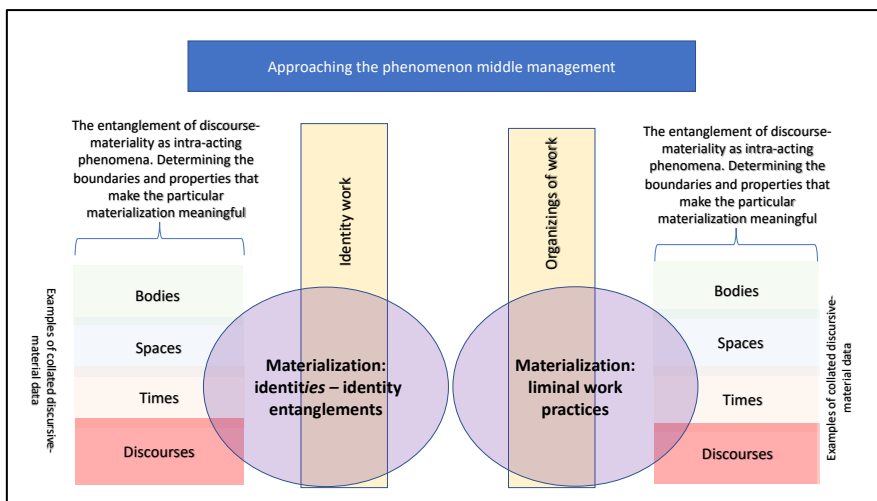 Approaching the phenomenon middle management
The entanglement of discourse-
materiality as intra-acting
phenomena. Determining the
boundaries and properties that
make the particular
materialization meaningful
Identity work
Organizings of work
The entanglement of discourse-
materiality as intra-acting
phenomena. Determining the
boundaries and properties that
make the particular
materialization meaningful
Examples of collated discursive-
material data
Bodies
Spaces
Times
Discourses
Materialization:
identities – identity
entanglements
Materialization:
liminal work
practices
Bodies
Spaces
Times
Discourses
Examples of collated discursive-
material data